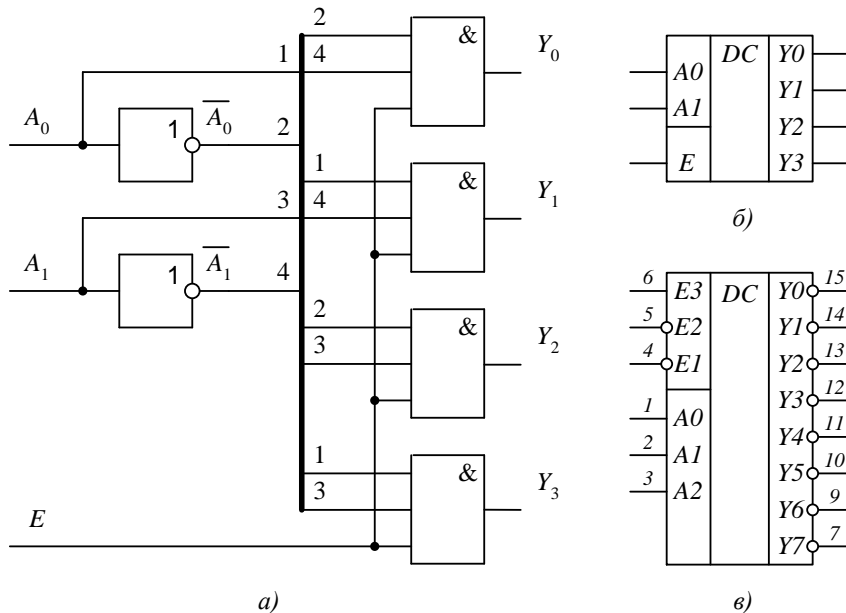 2
& Y₀
1 4
A₀ 1 A̅₀ 2
1
& Y₁
3 4
A₁ 1 A̅₁ 4
2
& Y₂
3
1
& Y₃
3
E
а)
A0 DC Y0
A1 Y1
Y2
E Y3
б)
6 E3 DC Y0 15
5 E2 Y1 14
4 E1 Y2 13
Y3 12
1 A0 Y4 11
2 A1 Y5 10
3 A2 Y6 9
Y7 7
в)